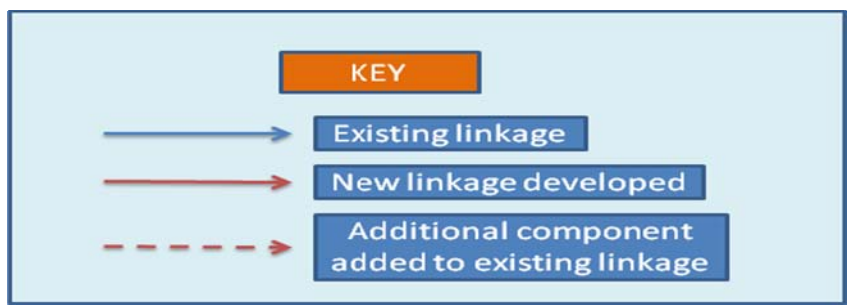 KEY
Existing linkage
New linkage developed
Additional component
added to existing linkage